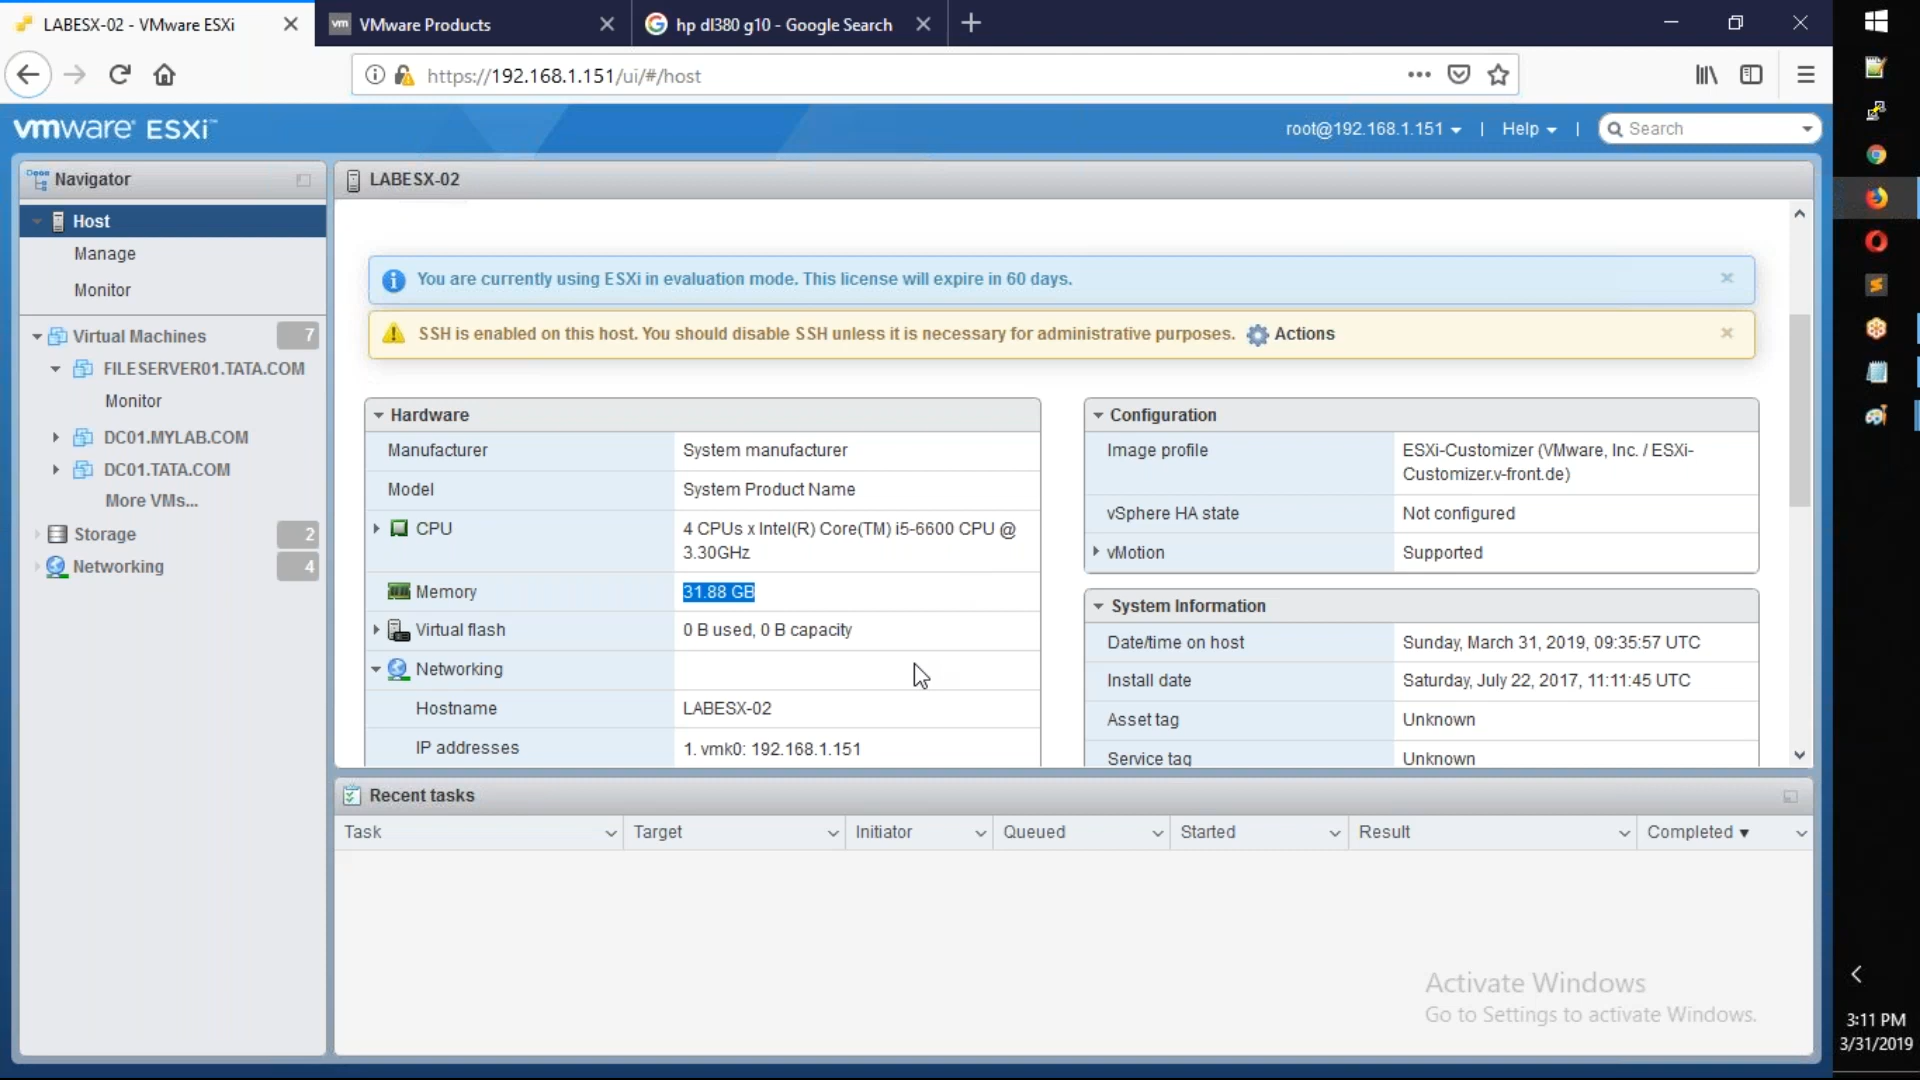 LABESX-02 - VMware ESXi
VMware Products
hp dl380 g10 - Google Search
https://192.168.1.151/ui/#/host
vmware ESXi™
root@192.168.1.151
|
Help
|
Search
Navigator
Host
Manage
Monitor
Virtual Machines 7
FILESERVER01.TATA.COM
Monitor
DC01.MYLAB.COM
DC01.TATA.COM
More VMs...
Storage 2
Networking 4
LABESX-02
You are currently using ESXi in evaluation mode. This license will expire in 60 days.
SSH is enabled on this host. You should disable SSH unless it is necessary for administrative purposes. Actions
Hardware
Manufacturer System manufacturer
Model System Product Name
CPU 4 CPUs x Intel(R) Core(TM) i5-6600 CPU @
3.30GHz
Memory 31.88 GB
Virtual flash 0 B used, 0 B capacity
Networking
Hostname LABESX-02
IP addresses 1. vmk0: 192.168.1.151
Configuration
Image profile ESXi-Customizer (VMware, Inc. / ESXi-
Customizer.v-front.de)
vSphere HA state Not configured
vMotion Supported
System Information
Date/time on host Sunday, March 31, 2019, 09:35:57 UTC
Install date Saturday, July 22, 2017, 11:11:45 UTC
Asset tag Unknown
Service tag Unknown
Recent tasks
Task Target Initiator Queued Started Result Completed ▼
Activate Windows
Go to Settings to activate Windows.
3:11 PM
3/31/2019